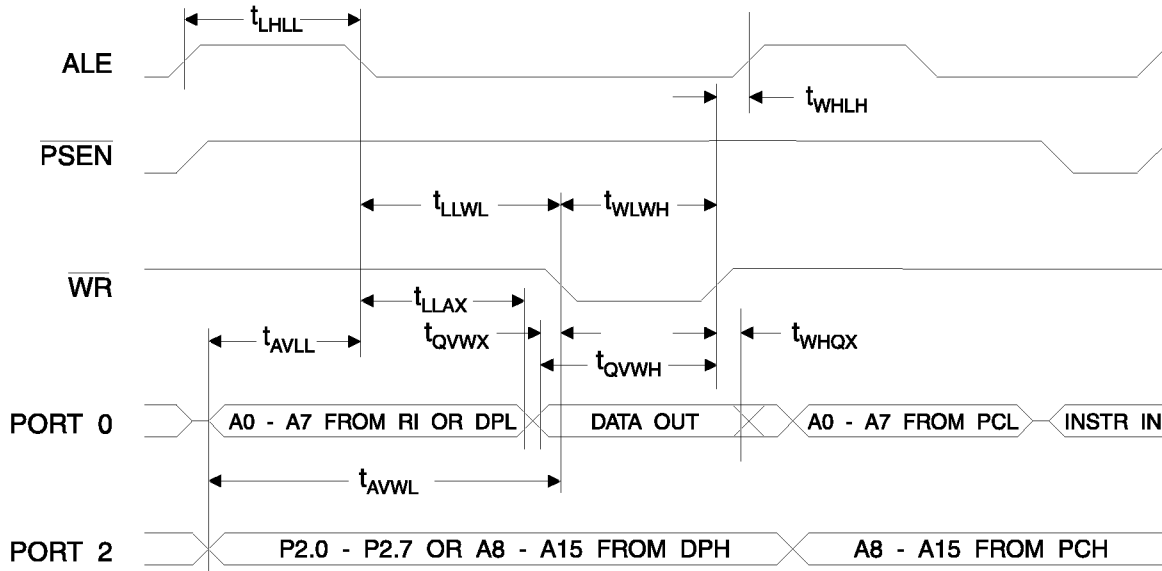 tLHLL
ALE
tWHLH
PSEN
tLLWL
tWLWH
WR
tLLAX
tAVLL
tQVWX
tWHQX
tQVWH
PORT 0
A0 - A7 FROM RI OR DPL
DATA OUT
A0 - A7 FROM PCL
INSTR IN
tAVWL
PORT 2
P2.0 - P2.7 OR A8 - A15 FROM DPH
A8 - A15 FROM PCH